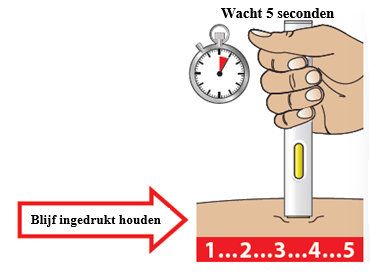 Wacht 5 seconden
Blijf ingedrukt houden
1...2...3...4...5